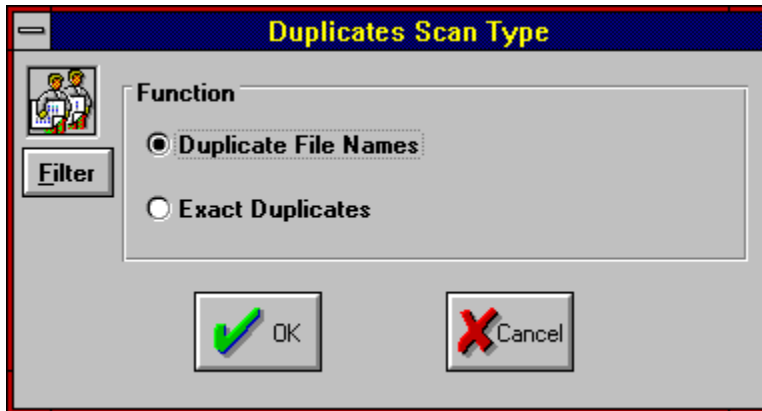 Duplicates Scan Type
Function
Duplicate File Names
Filter
Exact Duplicates
OK
Cancel